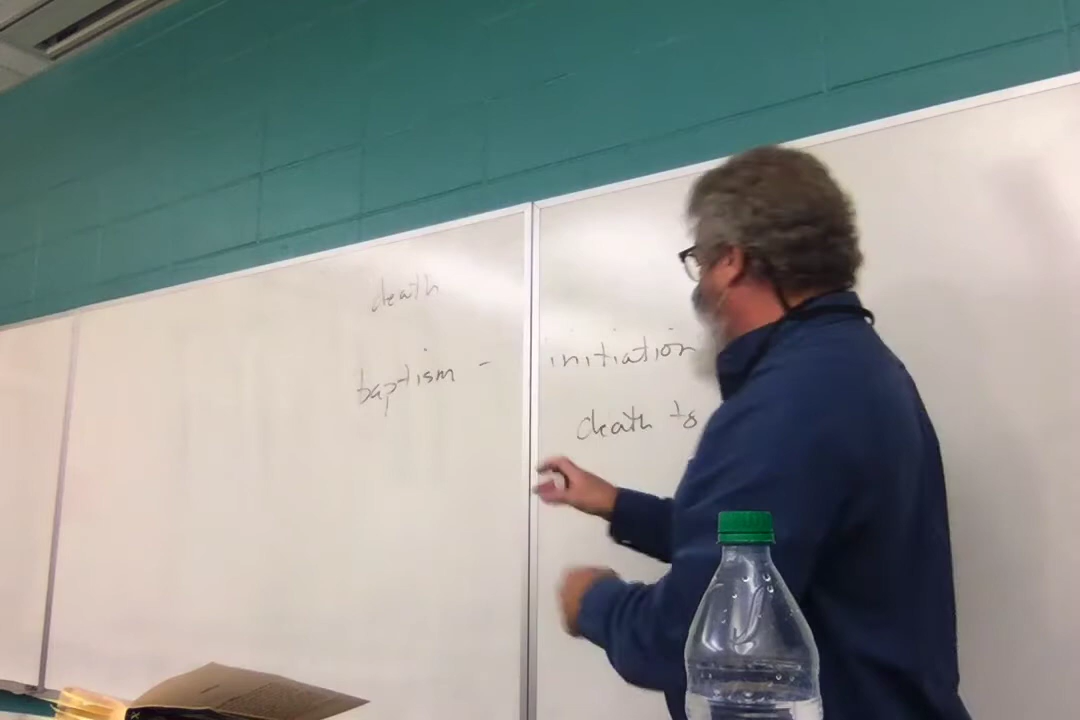 death
baptism - initiation
death to